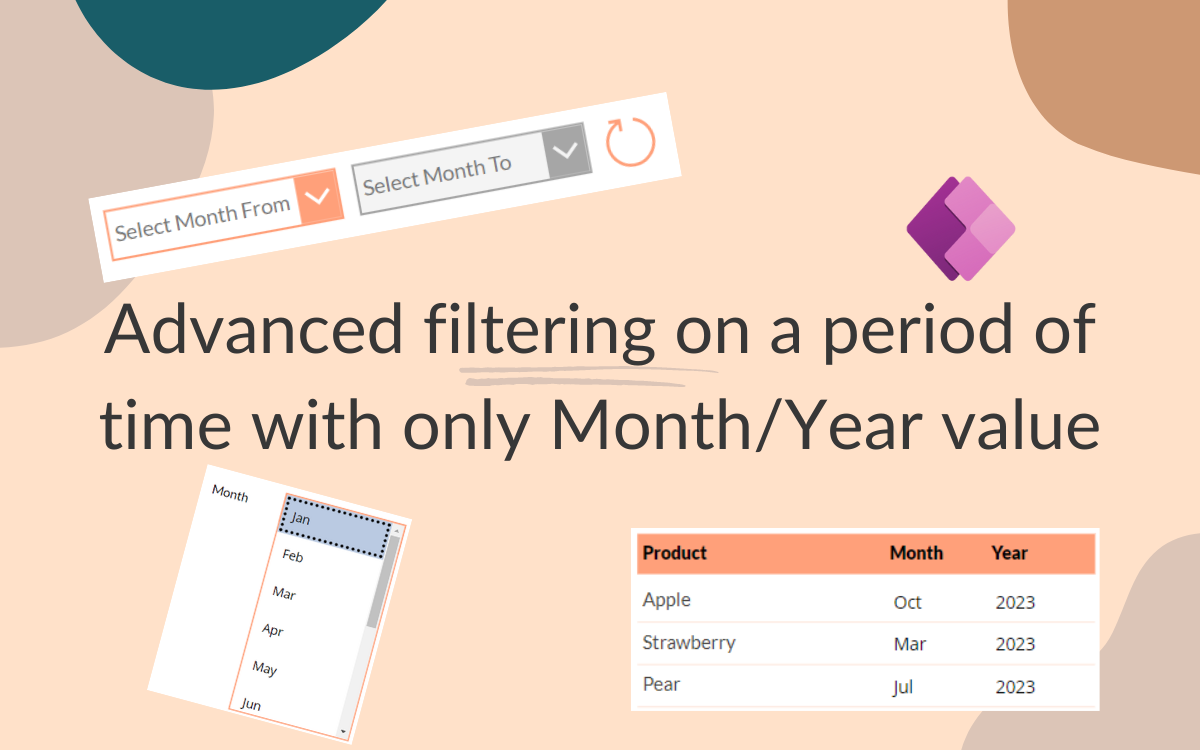 Select Month From
Select Month To
Advanced filtering on a period of
time with only Month/Year value
Month
Jan
Feb
Mar
Apr
May
Jun
Product Month Year
Apple Oct 2023
Strawberry Mar 2023
Pear Jul 2023